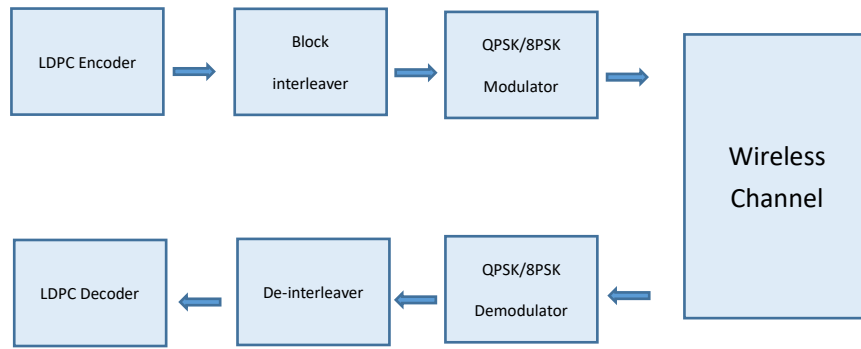 LDPC Encoder
Block
interleaver
QPSK/8PSK
Modulator
Wireless
Channel
LDPC Decoder
De-interleaver
QPSK/8PSK
Demodulator